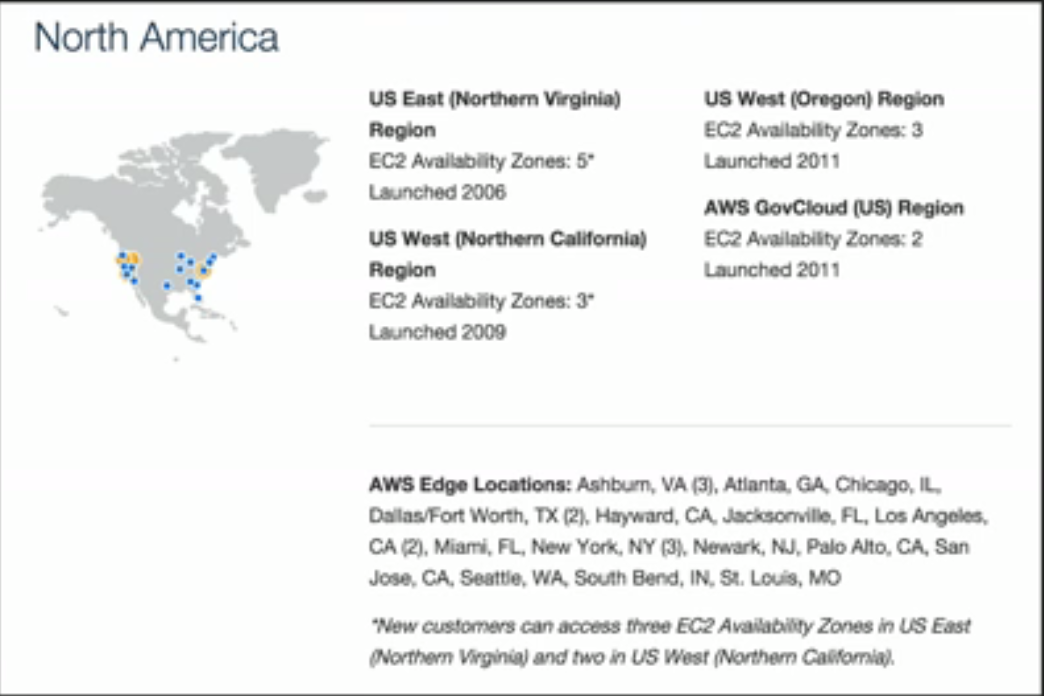 North America
US East (Northern Virginia)
Region
EC2 Availability Zones: 5*
Launched 2006
US West (Northern California)
Region
EC2 Availability Zones: 3*
Launched 2009
US West (Oregon) Region
EC2 Availability Zones: 3
Launched 2011
AWS GovCloud (US) Region
EC2 Availability Zones: 2
Launched 2011
AWS Edge Locations: Ashburn, VA (3), Atlanta, GA, Chicago, IL,
Dallas/Fort Worth, TX (2), Hayward, CA, Jacksonville, FL, Los Angeles,
CA (2), Miami, FL, New York, NY (3), Newark, NJ, Palo Alto, CA, San
Jose, CA, Seattle, WA, South Bend, IN, St. Louis, MO
*New customers can access three EC2 Availability Zones in US East
(Northern Virginia) and two in US West (Northern California).